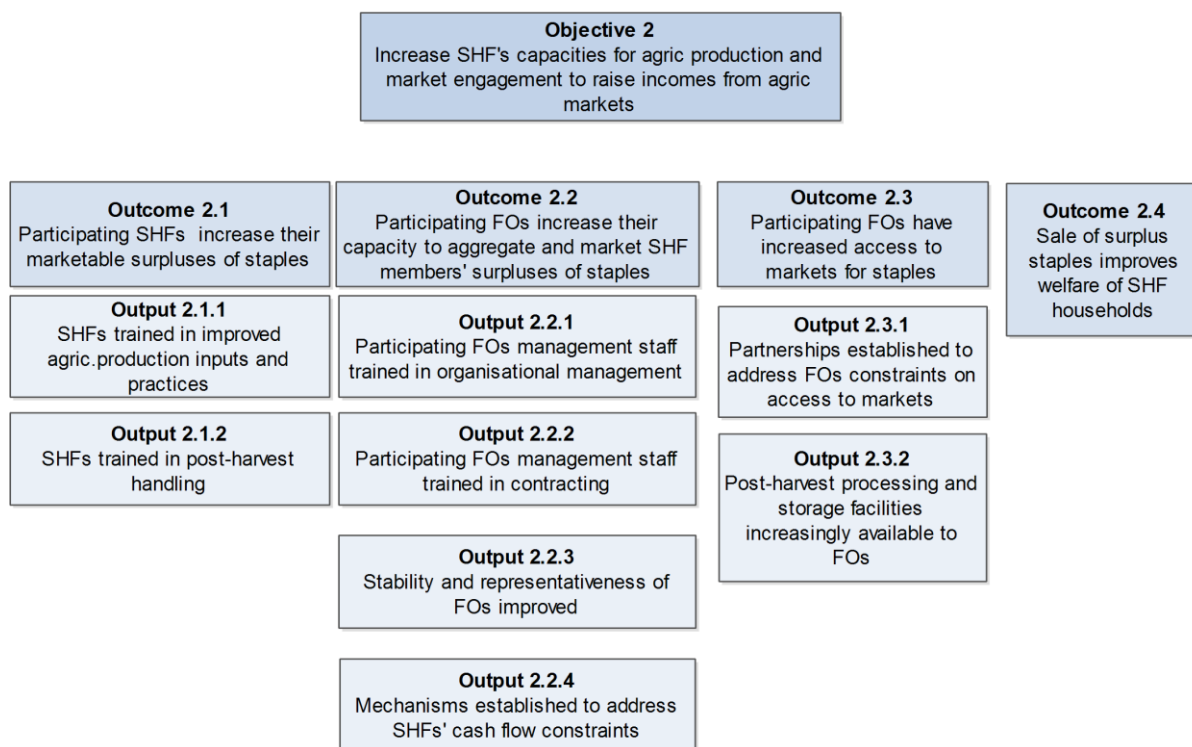 Objective 2
Increase SHF's capacities for agric production and
market engagement to raise incomes from agric
markets
Outcome 2.1
Participating SHFs increase their
marketable surpluses of staples
Output 2.1.1
SHFs trained in improved
agric.production inputs and
practices
Output 2.1.2
SHFs trained in post-harvest
handling
Outcome 2.2
Participating FOs increase their
capacity to aggregate and market SHF
members' surpluses of staples
Output 2.2.1
Participating FOs management staff
trained in organisational management
Output 2.2.2
Participating FOs management staff
trained in contracting
Output 2.2.3
Stability and representativeness of
FOs improved
Output 2.2.4
Mechanisms established to address
SHFs' cash flow constraints
Outcome 2.3
Participating FOs have
increased access to
markets for staples
Output 2.3.1
Partnerships established to
address FOs constraints on
access to markets
Output 2.3.2
Post-harvest processing and
storage facilities
increasingly available to
FOs
Outcome 2.4
Sale of surplus
staples improves
welfare of SHF
households